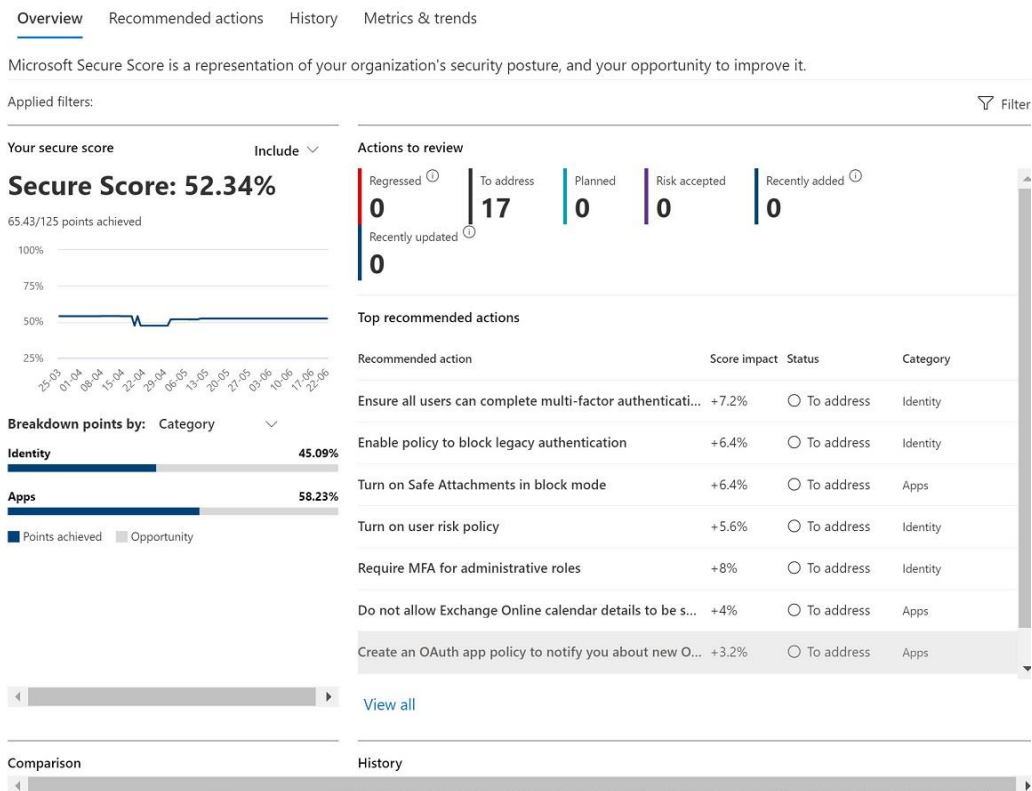 Overview Recommended actions History Metrics & trends
Microsoft Secure Score is a representation of your organization's security posture, and your opportunity to improve it.
Applied filters:
Filter
Your secure score Include
Secure Score: 52.34%
65.43/125 points achieved
100%
75%
50%
25%
25-03 01-04 08-04 15-04 22-04 29-04 06-05 13-05 20-05 27-05 03-06 10-06 17-06 22-06
Breakdown points by: Category
Identity 45.09%
Apps 58.23%
Points achieved Opportunity
Actions to review
Regressed To address Planned Risk accepted Recently added
0 17 0 0 0
Recently updated
0
Top recommended actions
Recommended action Score impact Status Category
Ensure all users can complete multi-factor authenticati... +7.2% To address Identity
Enable policy to block legacy authentication +6.4% To address Identity
Turn on Safe Attachments in block mode +6.4% To address Apps
Turn on user risk policy +5.6% To address Identity
Require MFA for administrative roles +8% To address Identity
Do not allow Exchange Online calendar details to be s... +4% To address Apps
Create an OAuth app policy to notify you about new O... +3.2% To address Apps
View all
Comparison
History